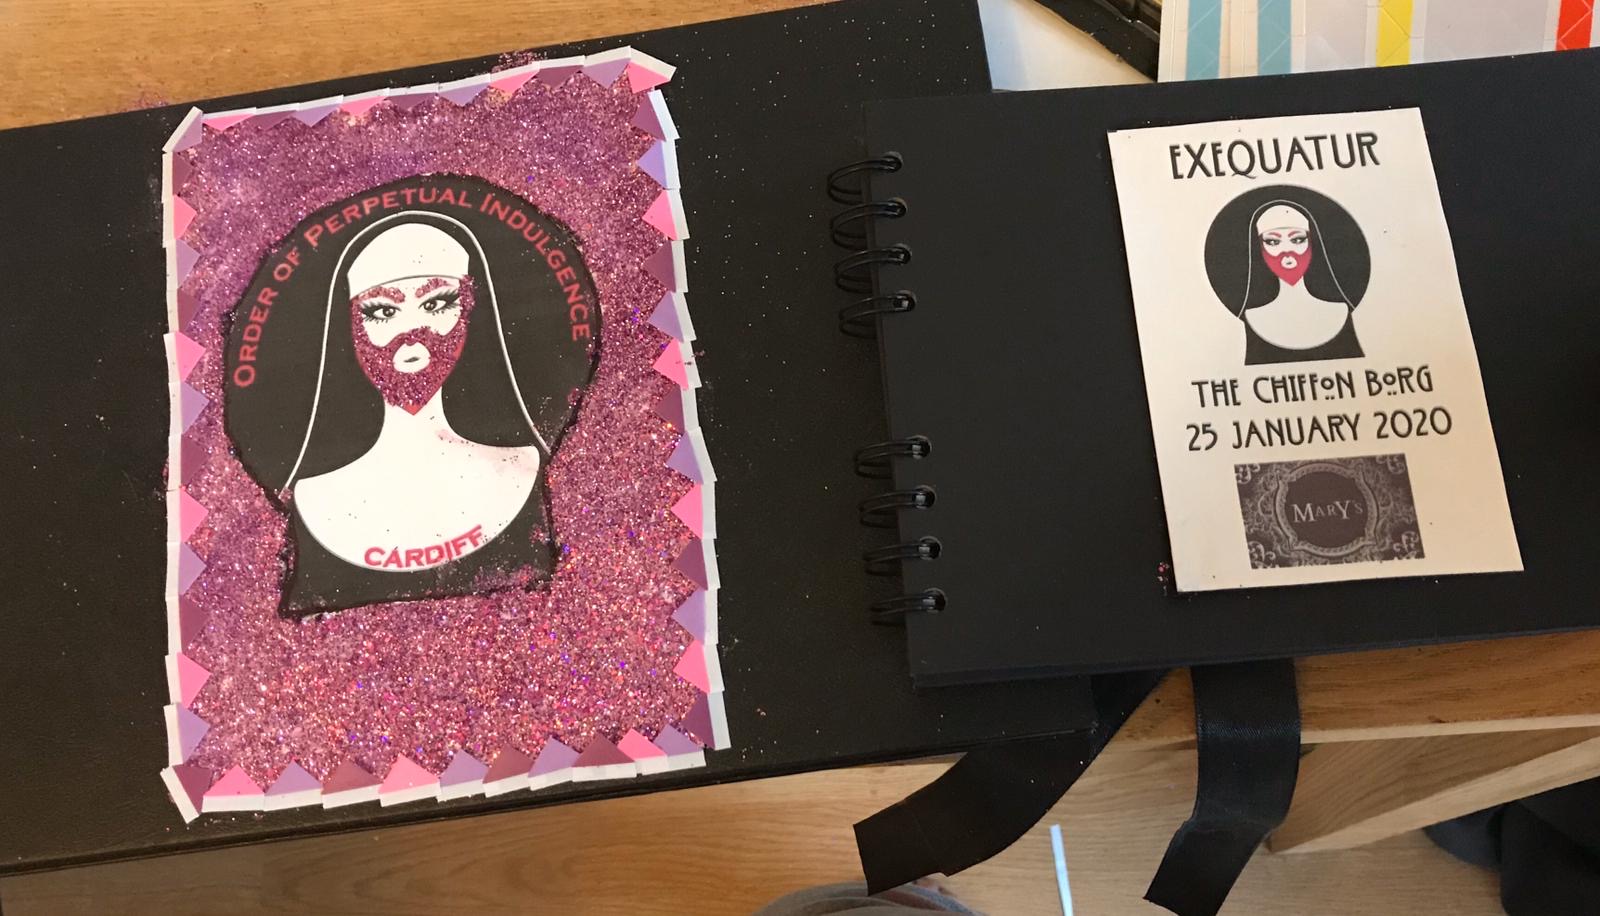 ORDER OF PERPETUAL INDULGENCE
CARDIFF
EXEQUATUR
THE CHIFFON BORG
25 JANUARY 2020
MARY'S